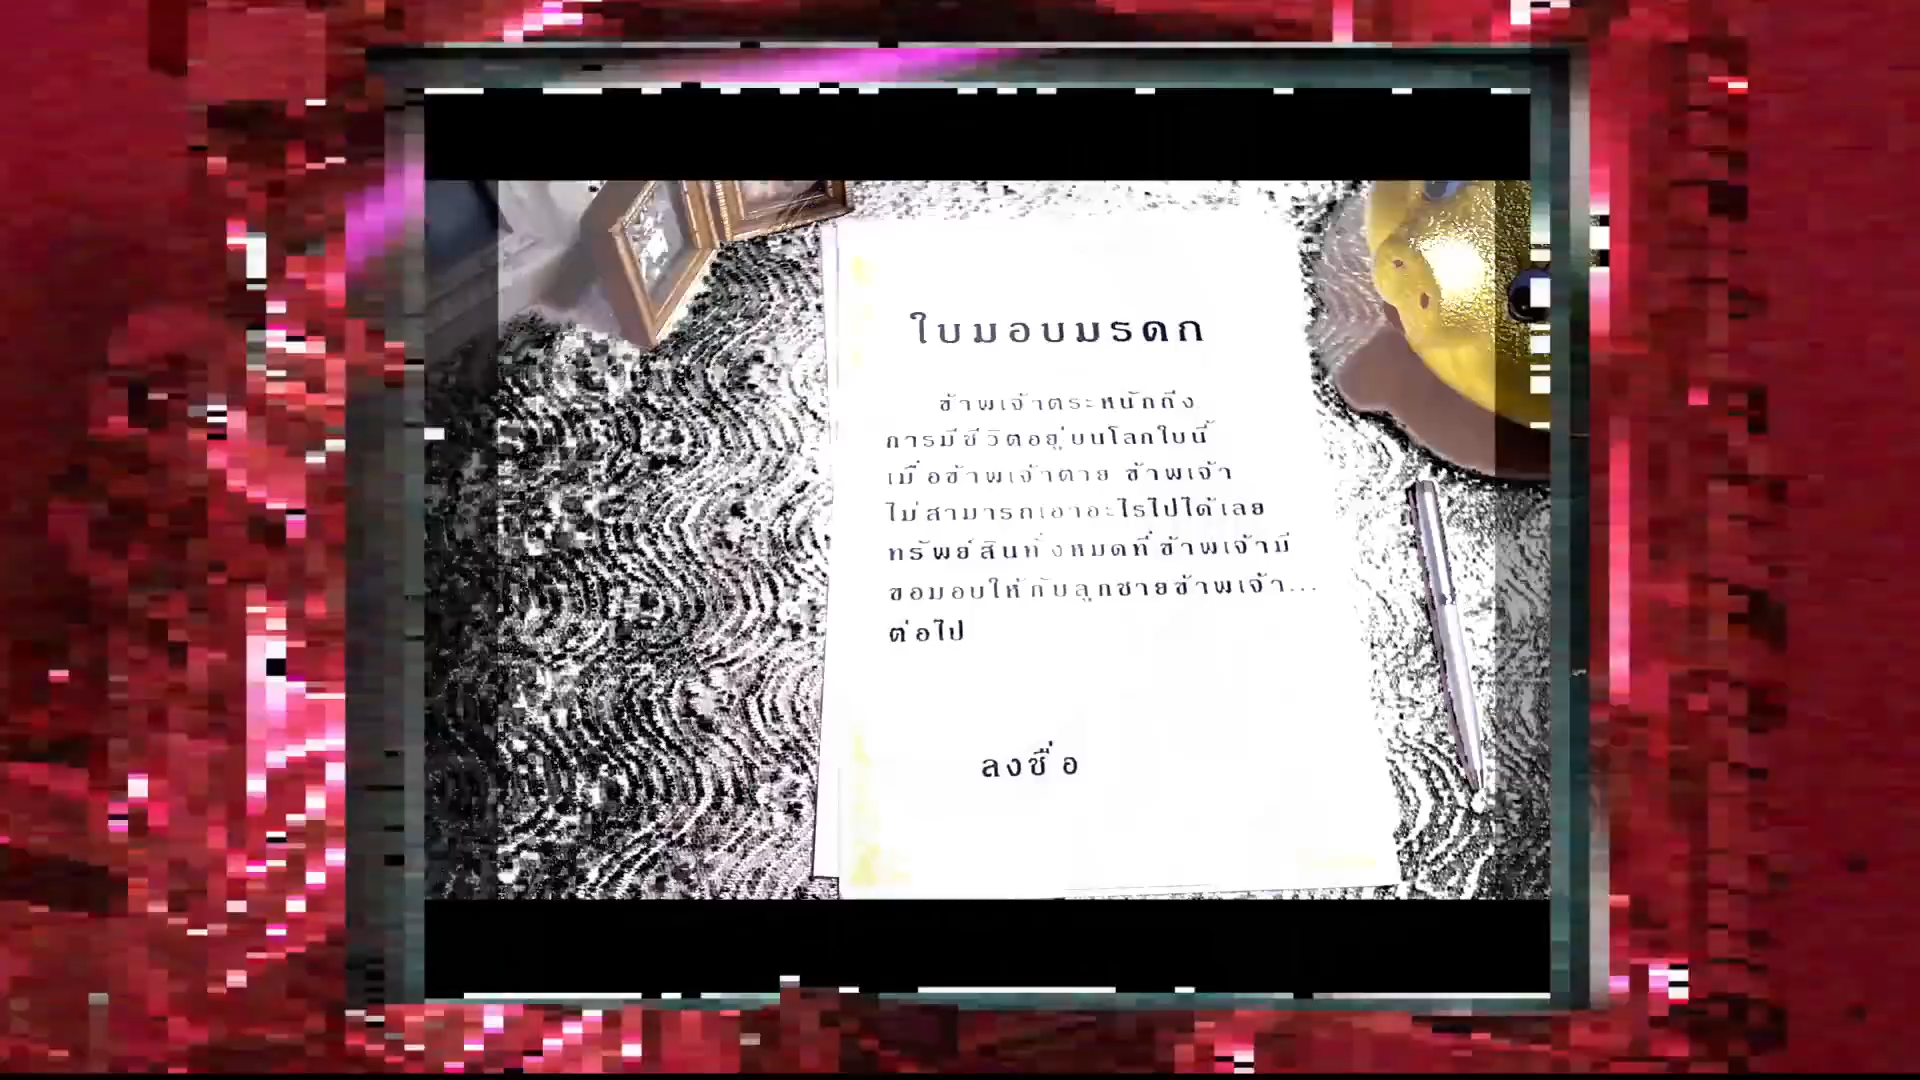 ใบมอบมรดก
ข้าพเจ้าตระหนักถึง
การมีชีวิตอยู่บนโลกใบนี้
เมื่อข้าพเจ้าตาย ข้าพเจ้า
ไม่สามารถเอาอะไรไปได้เลย
ทรัพย์สินทั้งหมดที่ข้าพเจ้ามี
ขอมอบให้กับลูกชายข้าพเจ้า...
ต่อไป
ลงชื่อ